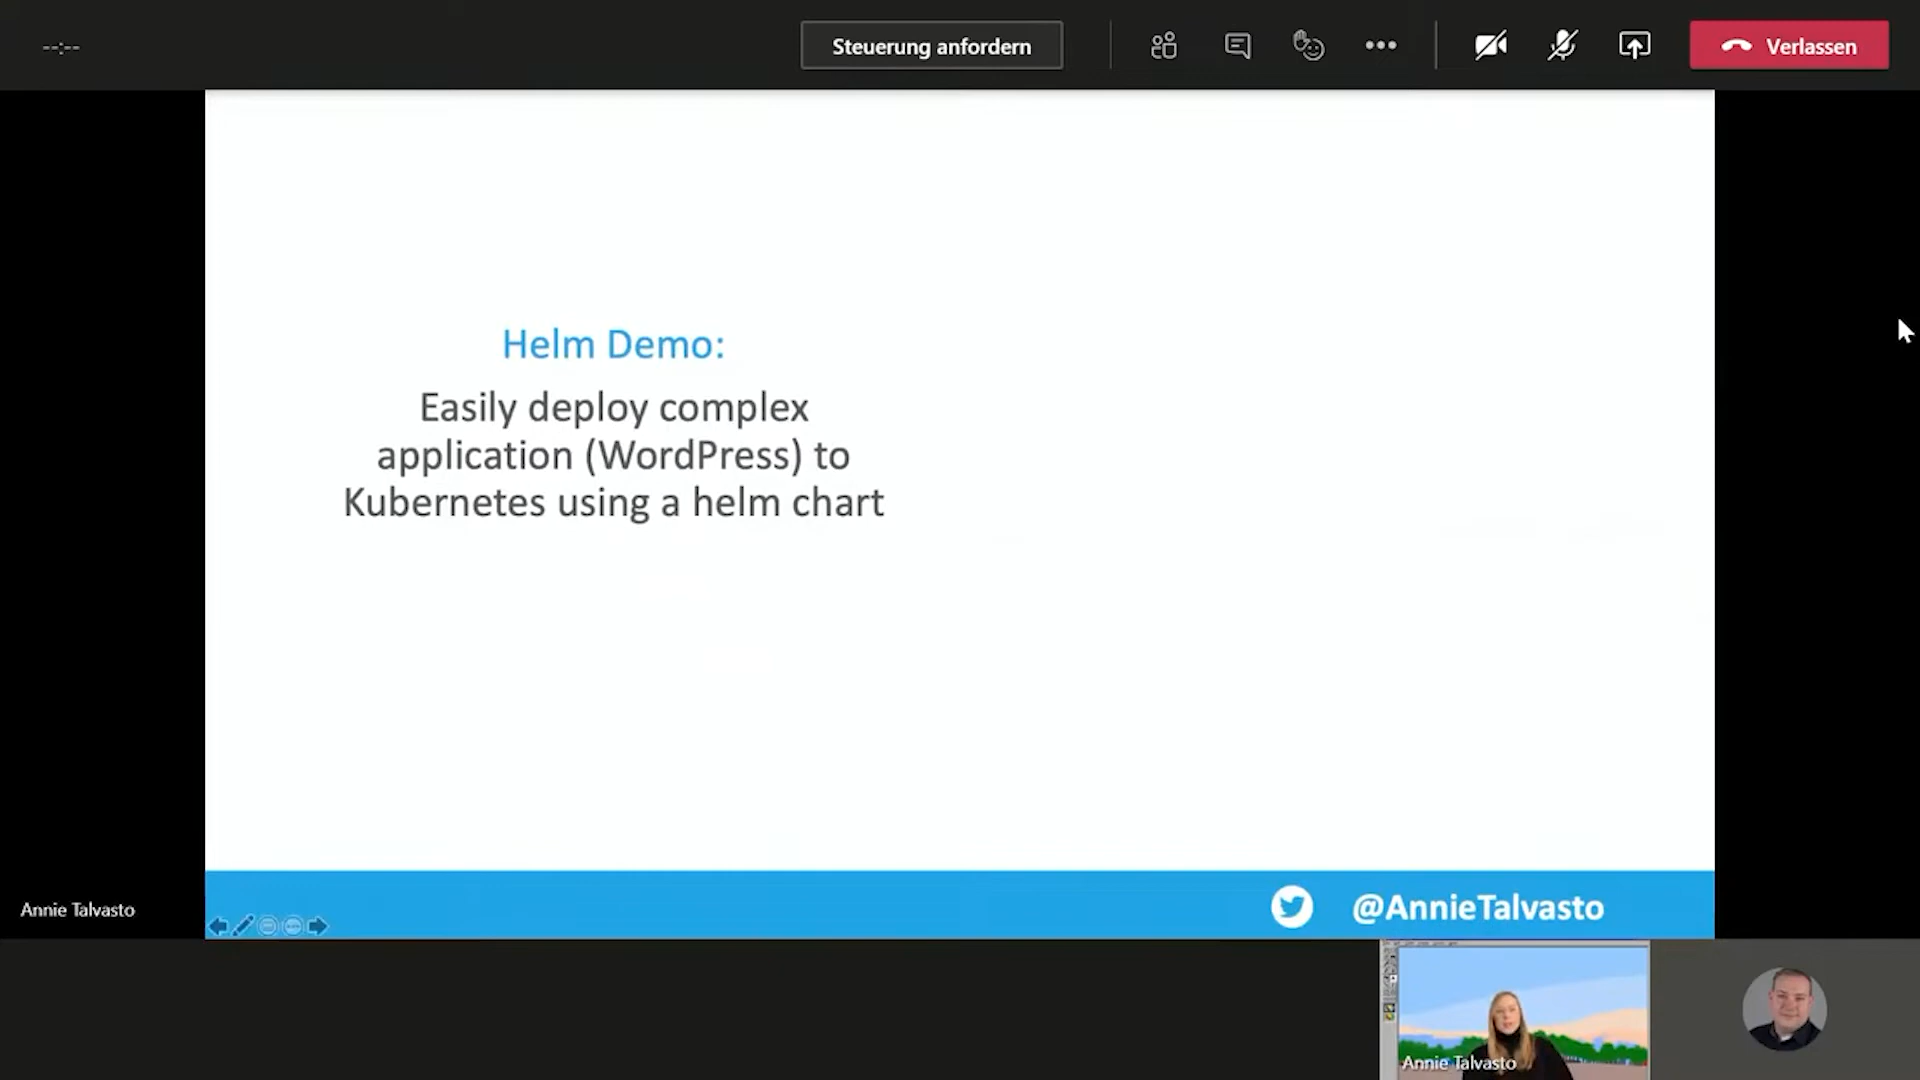 --:--
Steuerung anfordern
Verlassen
Helm Demo:
Easily deploy complex
application (WordPress) to
Kubernetes using a helm chart
Annie Talvasto
@AnnieTalvasto
Annie Talvasto